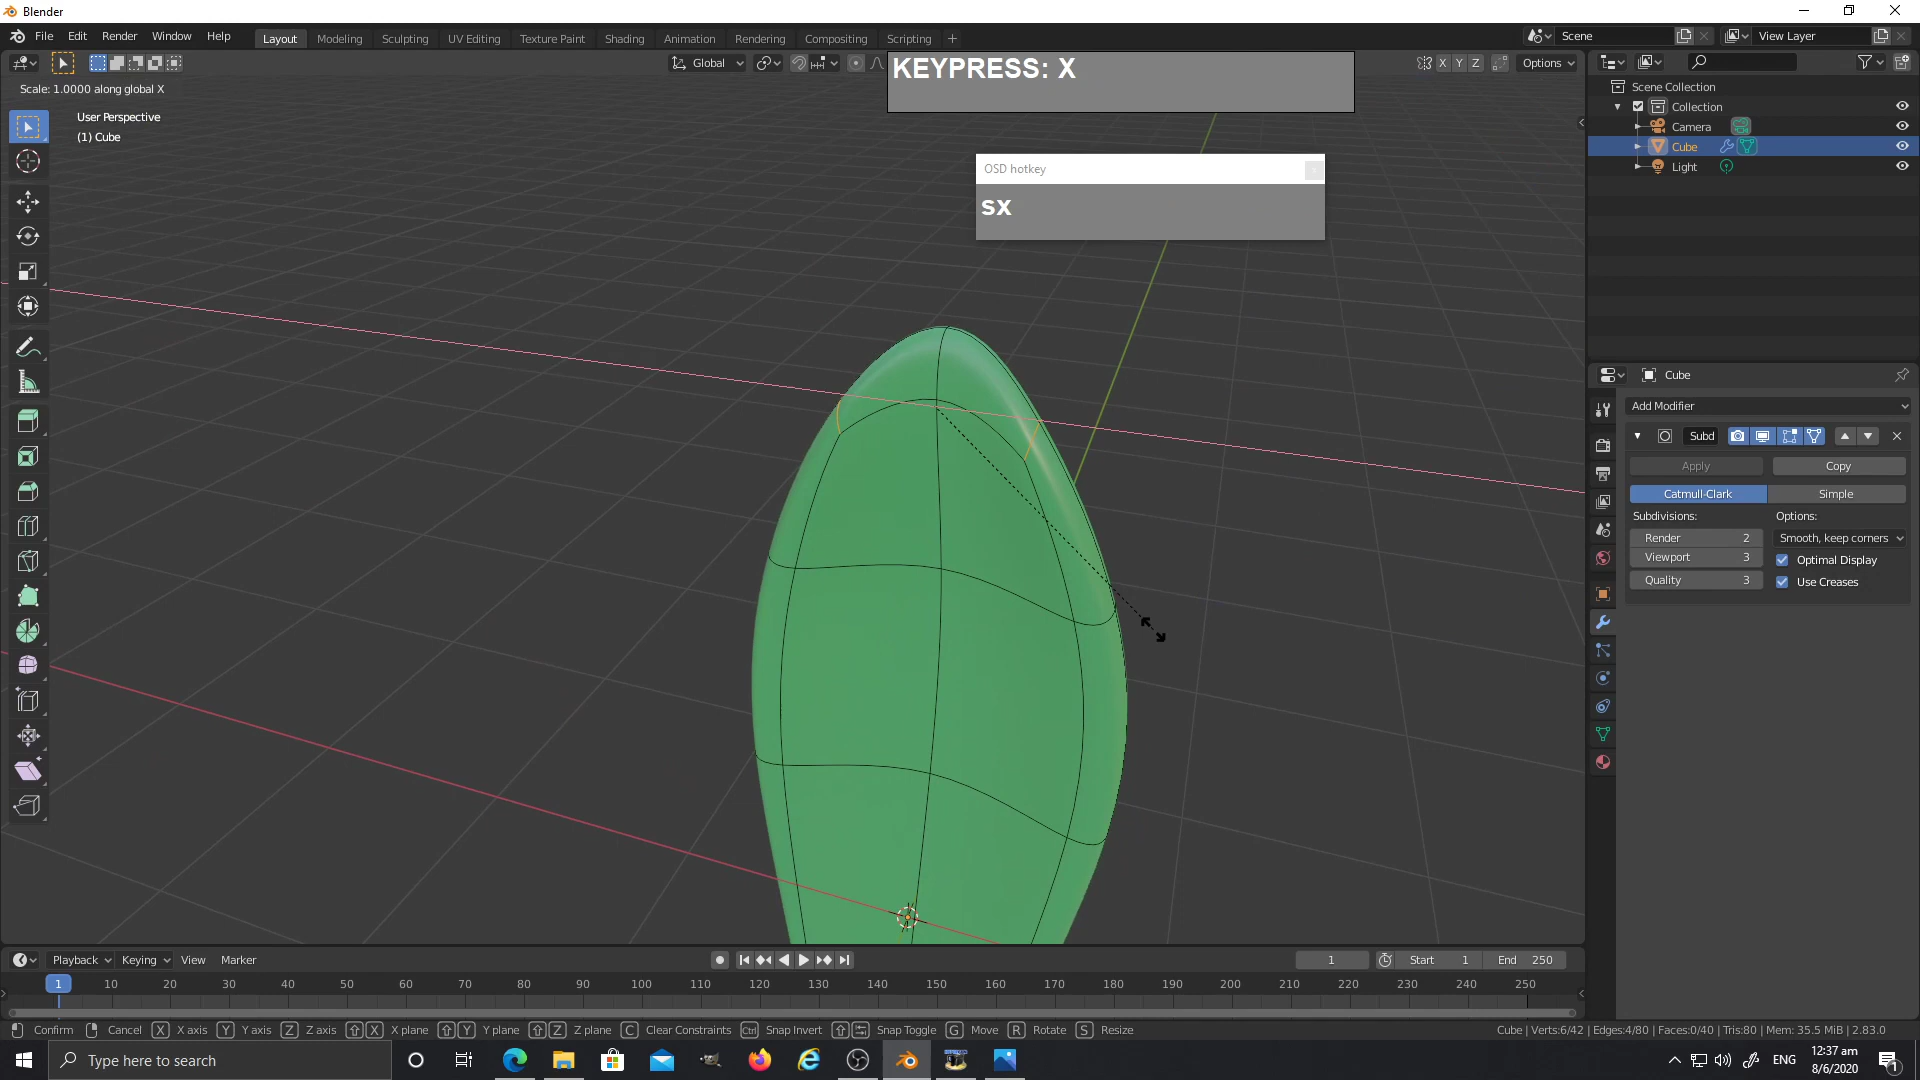 Blender
File Edit Render Window Help
Layout Modeling Sculpting UV Editing Texture Paint Shading Animation Rendering Compositing Scripting
Scene
View Layer
Global
KEYPRESS: X
X Y Z
Options
Scale: 1.0000 along global X
User Perspective
(1) Cube
OSD hotkey
sx
Scene Collection
Collection
Camera
Cube
Light
Cube
Add Modifier
Subd
Apply Copy
Catmull-Clark Simple
Subdivisions: Options:
Render 2 Smooth, keep corners
Viewport 3 Optimal Display
Quality 3 Use Creases
Playback Keying View Marker
1 Start 1 End 250
1 10 20 30 40 50 60 70 80 90 100 110 120 130 140 150 160 170 180 190 200 210 220 230 240 250
Confirm Cancel X X axis Y Y axis Z Z axis X X plane Y Y plane Z Z plane C Clear Constraints Ctrl Snap Invert Snap Toggle G Move R Rotate S Resize
Cube | Verts:6/42 | Edges:4/80 | Faces:0/40 | Tris:80 | Mem: 35.5 MiB | 2.83.0
Type here to search
ENG
12:37 am
8/6/2020
1